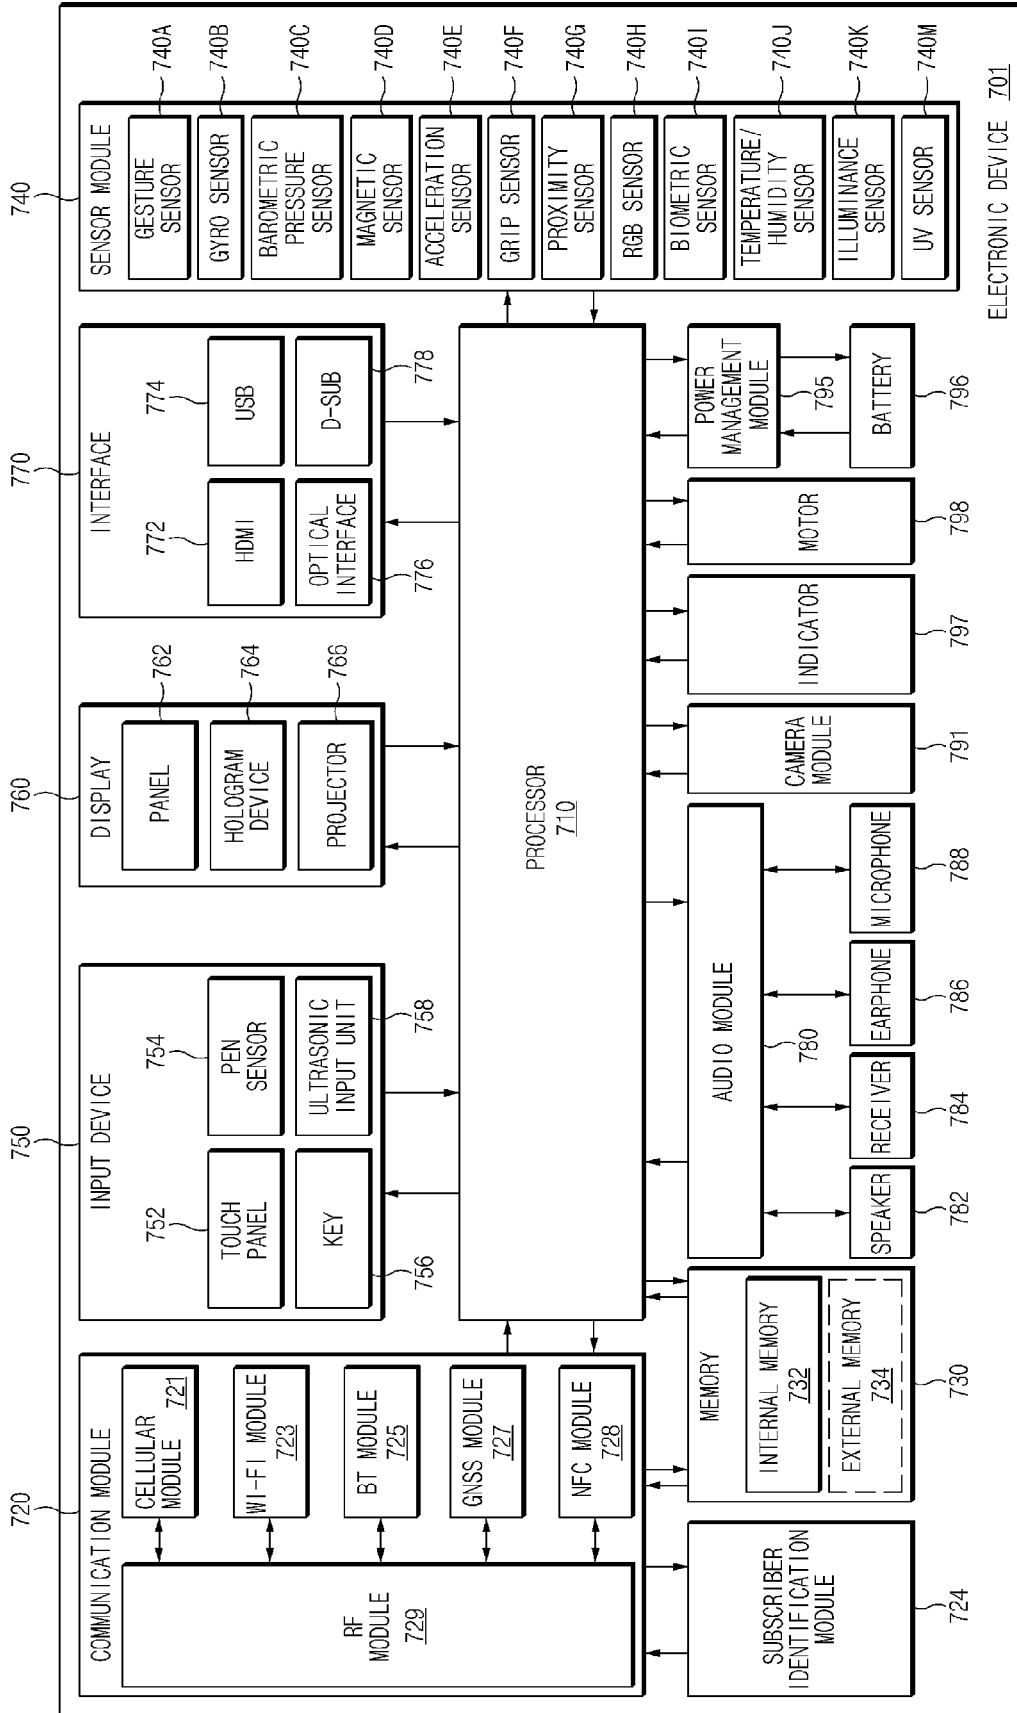 ELECTRONIC DEVICE 701
720
COMMUNICATION MODULE
RF
MODULE
729
CELLULAR
MODULE
721
WI-FI MODULE
723
BT MODULE
725
GNSS MODULE
727
NFC MODULE
728
SUBSCRIBER
IDENTIFICATION
MODULE
724
750
INPUT DEVICE
752
TOUCH
PANEL
754
PEN
SENSOR
KEY
756
ULTRASONIC
INPUT UNIT
758
760
DISPLAY
PANEL
762
HOLOGRAM
DEVICE
764
PROJECTOR
766
770
INTERFACE
772
HDMI
774
USB
OPTICAL
INTERFACE
776
D-SUB
778
740
SENSOR MODULE
GESTURE
SENSOR
740A
GYRO SENSOR
740B
BAROMETRIC
PRESSURE
SENSOR
740C
MAGNETIC
SENSOR
740D
ACCELERATION
SENSOR
740E
GRIP SENSOR
740F
PROXIMITY
SENSOR
740G
RGB SENSOR
740H
BIOMETRIC
SENSOR
740I
TEMPERATURE/
HUMIDITY
SENSOR
740J
ILLUMINANCE
SENSOR
740K
UV SENSOR
740M
PROCESSOR
710
MEMORY
INTERNAL MEMORY
732
EXTERNAL MEMORY
734
730
AUDIO MODULE
780
SPEAKER
782
RECEIVER
784
EARPHONE
786
MICROPHONE
788
CAMERA
MODULE
791
INDICATOR
797
MOTOR
798
POWER
MANAGEMENT
MODULE
795
BATTERY
796